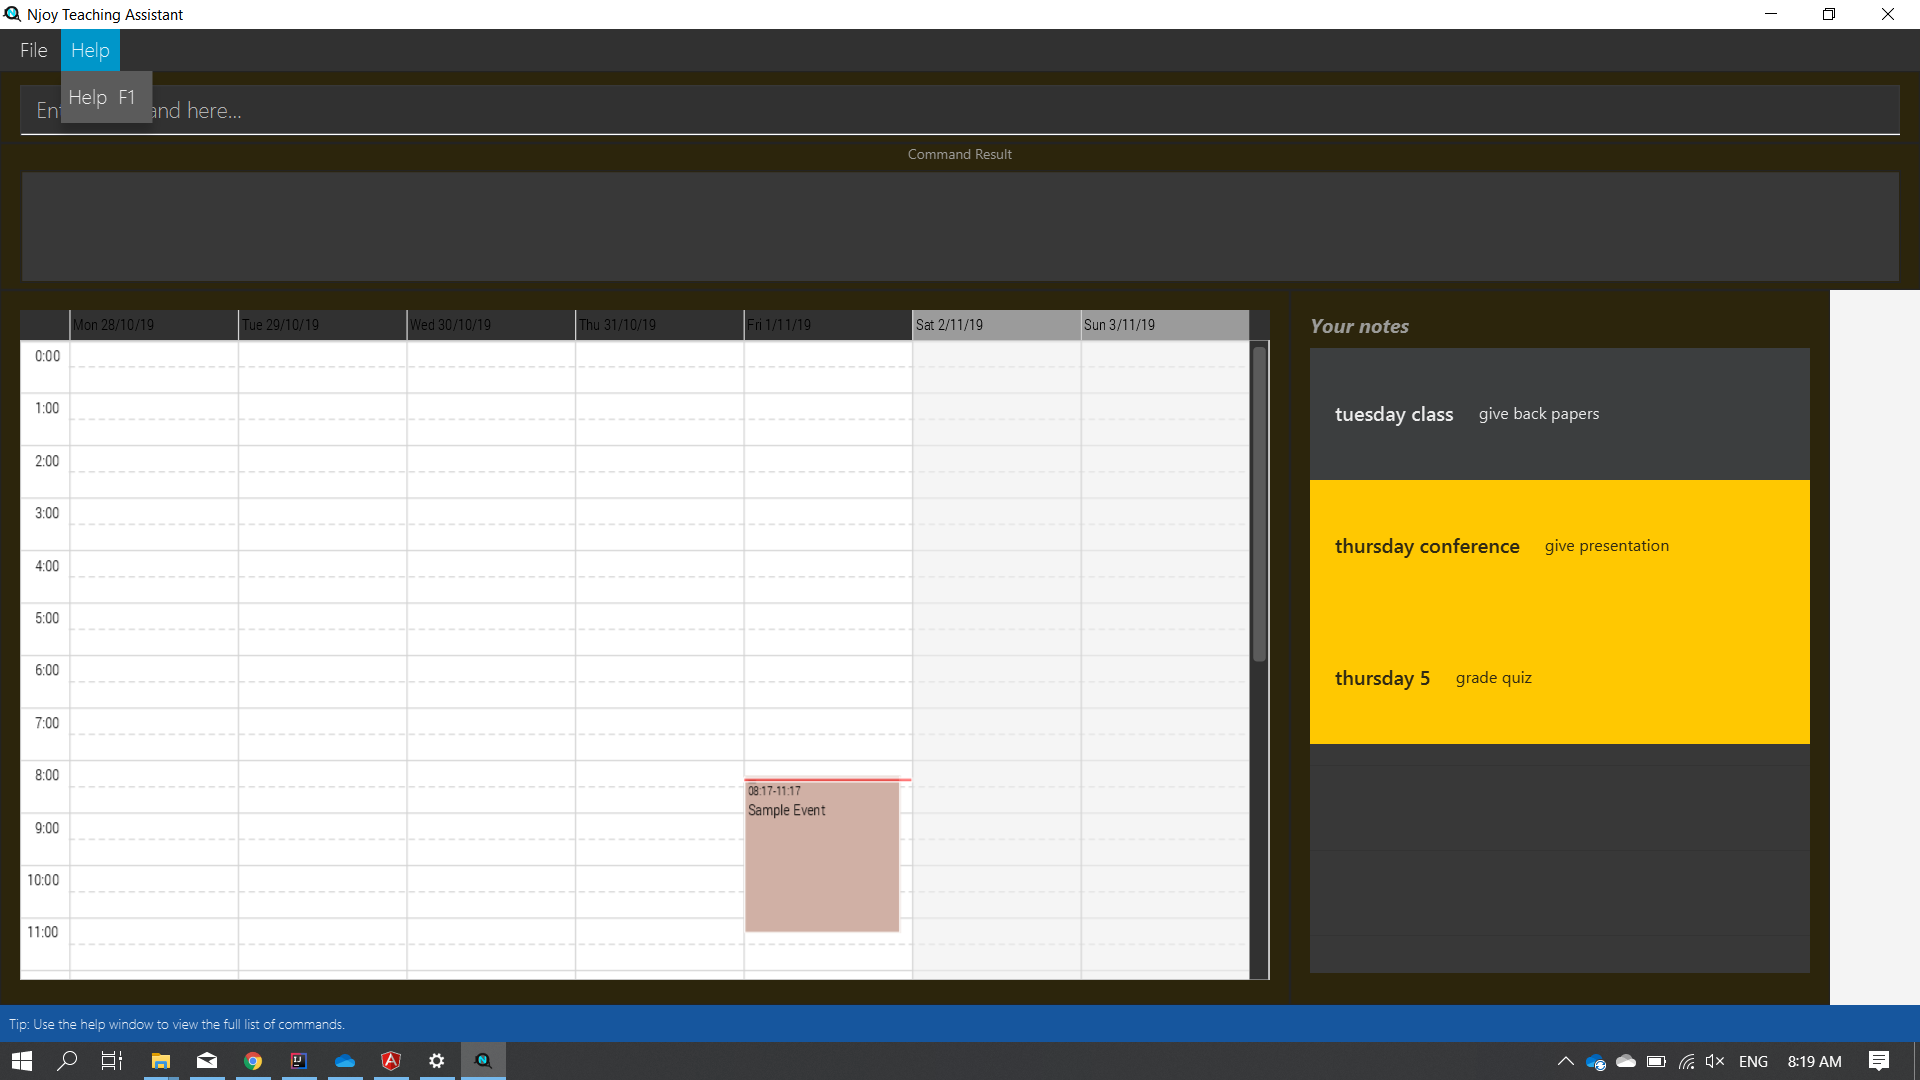 Njoy Teaching Assistant
File Help
Help F1
Ent and here...
Command Result
Mon 28/10/19 Tue 29/10/19 Wed 30/10/19 Thu 31/10/19 Fri 1/11/19 Sat 2/11/19 Sun 3/11/19
0:00
1:00
2:00
3:00
4:00
5:00
6:00
7:00
8:00
9:00
10:00
11:00
08:17-11:17
Sample Event
Your notes
tuesday class give back papers
thursday conference give presentation
thursday 5 grade quiz
Tip: Use the help window to view the full list of commands.
ENG 8:19 AM